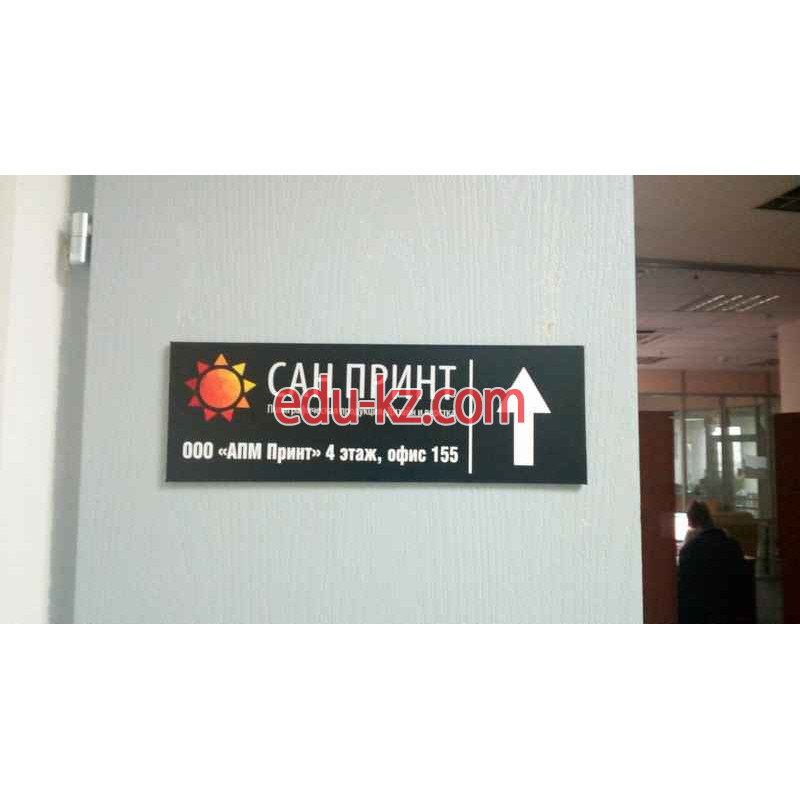 САН ПРИНТ
edu-kz.com
ООО «АПМ Принт» 4 этаж, офис 155